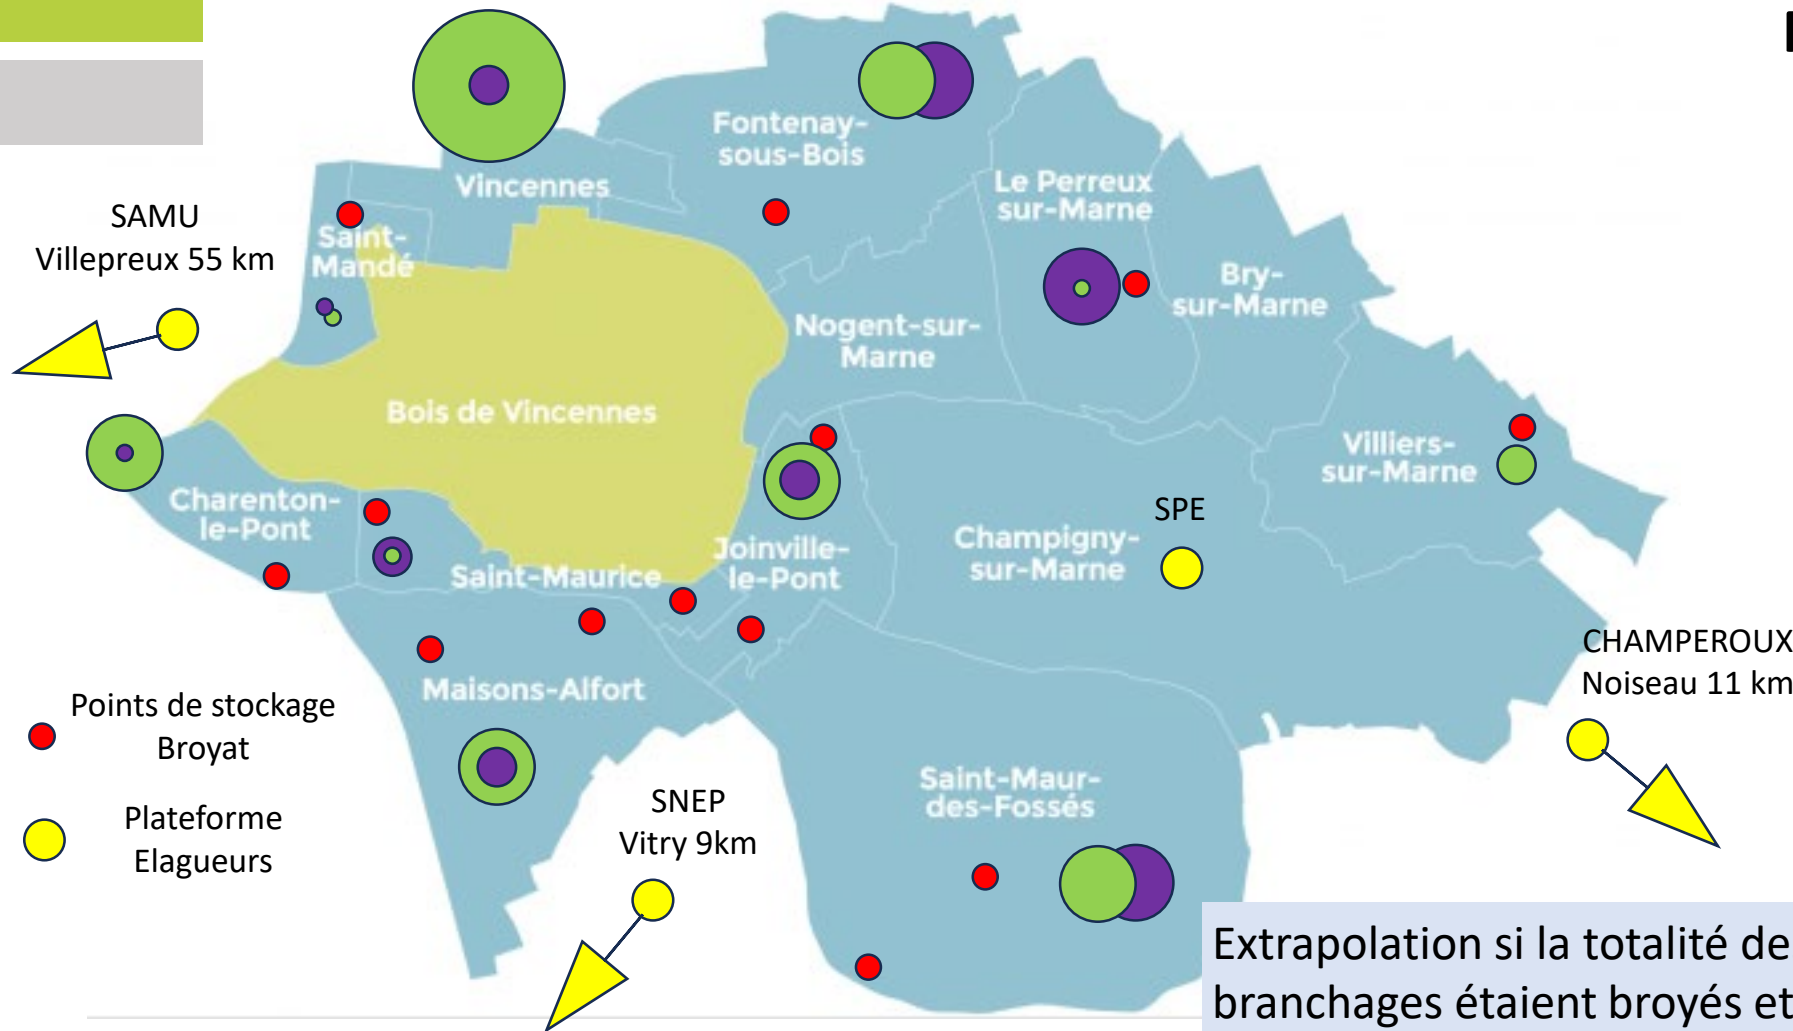 Fontenay-
sous-Bois
Vincennes
Le Perreux
sur-Marne
SAMU
Villepreux 55 km
Saint-
Mandé
Bry-
sur-Marne
Nogent-sur-
Marne
Bois de Vincennes
Villiers-
sur-Marne
Charenton-
le-Pont
SPE
Champigny-
sur-Marne
Joinville-
le-Pont
Saint-Maurice
CHAMPEROUX
Noiseau 11 km
Maisons-Alfort
Points de stockage
Broyat
Saint-Maur-
des-Fossés
SNEP
Vitry 9km
Plateforme
Elagueurs
Extrapolation si la totalité de
branchages étaient broyés et